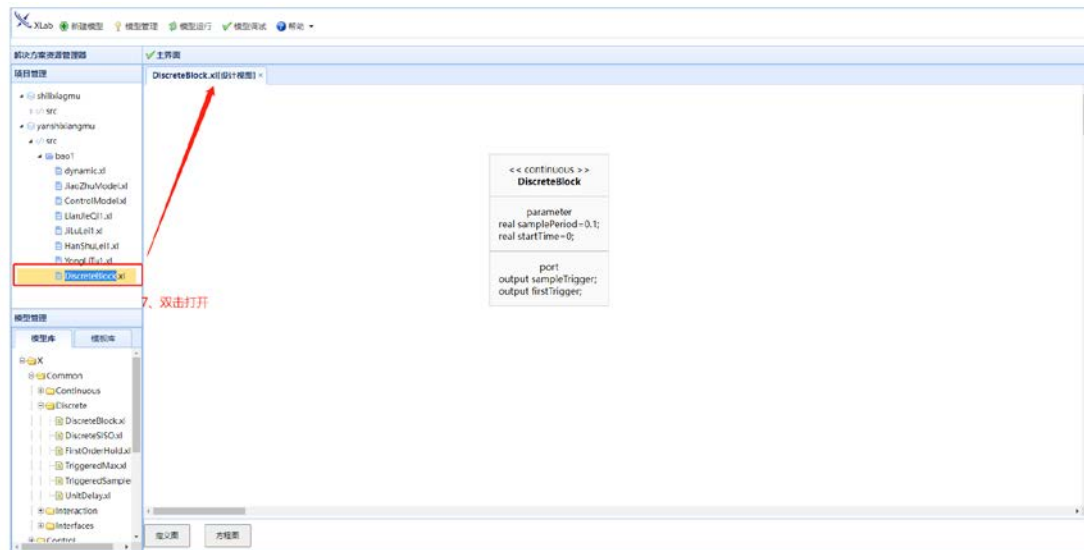 XLab 新建模型 模型管理 模型运行 模型调试 帮助
解决方案资源管理器
主界面
项目管理
DiscreteBlock.xl[设计视图] ×
shilixiagmu
src
yanshixiangmu
src
bao1
dynamic.xl
JiaoZhuModel.xl
ControlModel.xl
LianJieQi1.xl
JiLuLei1.xl
HanShuLei1.xl
YongLiTu1.xl
DiscreteBlock.xl
<< continuous >>
DiscreteBlock
parameter
real samplePeriod=0.1;
real startTime=0;
port
output sampleTrigger;
output firstTrigger;
7、双击打开
模型管理
模型库
模板库
X
Common
Continuous
Discrete
DiscreteBlock.xl
DiscreteSISO.xl
FirstOrderHold.xl
TriggeredMax.xl
TriggeredSample
UnitDelay.xl
Interaction
Interfaces
Control
定义图
方程图